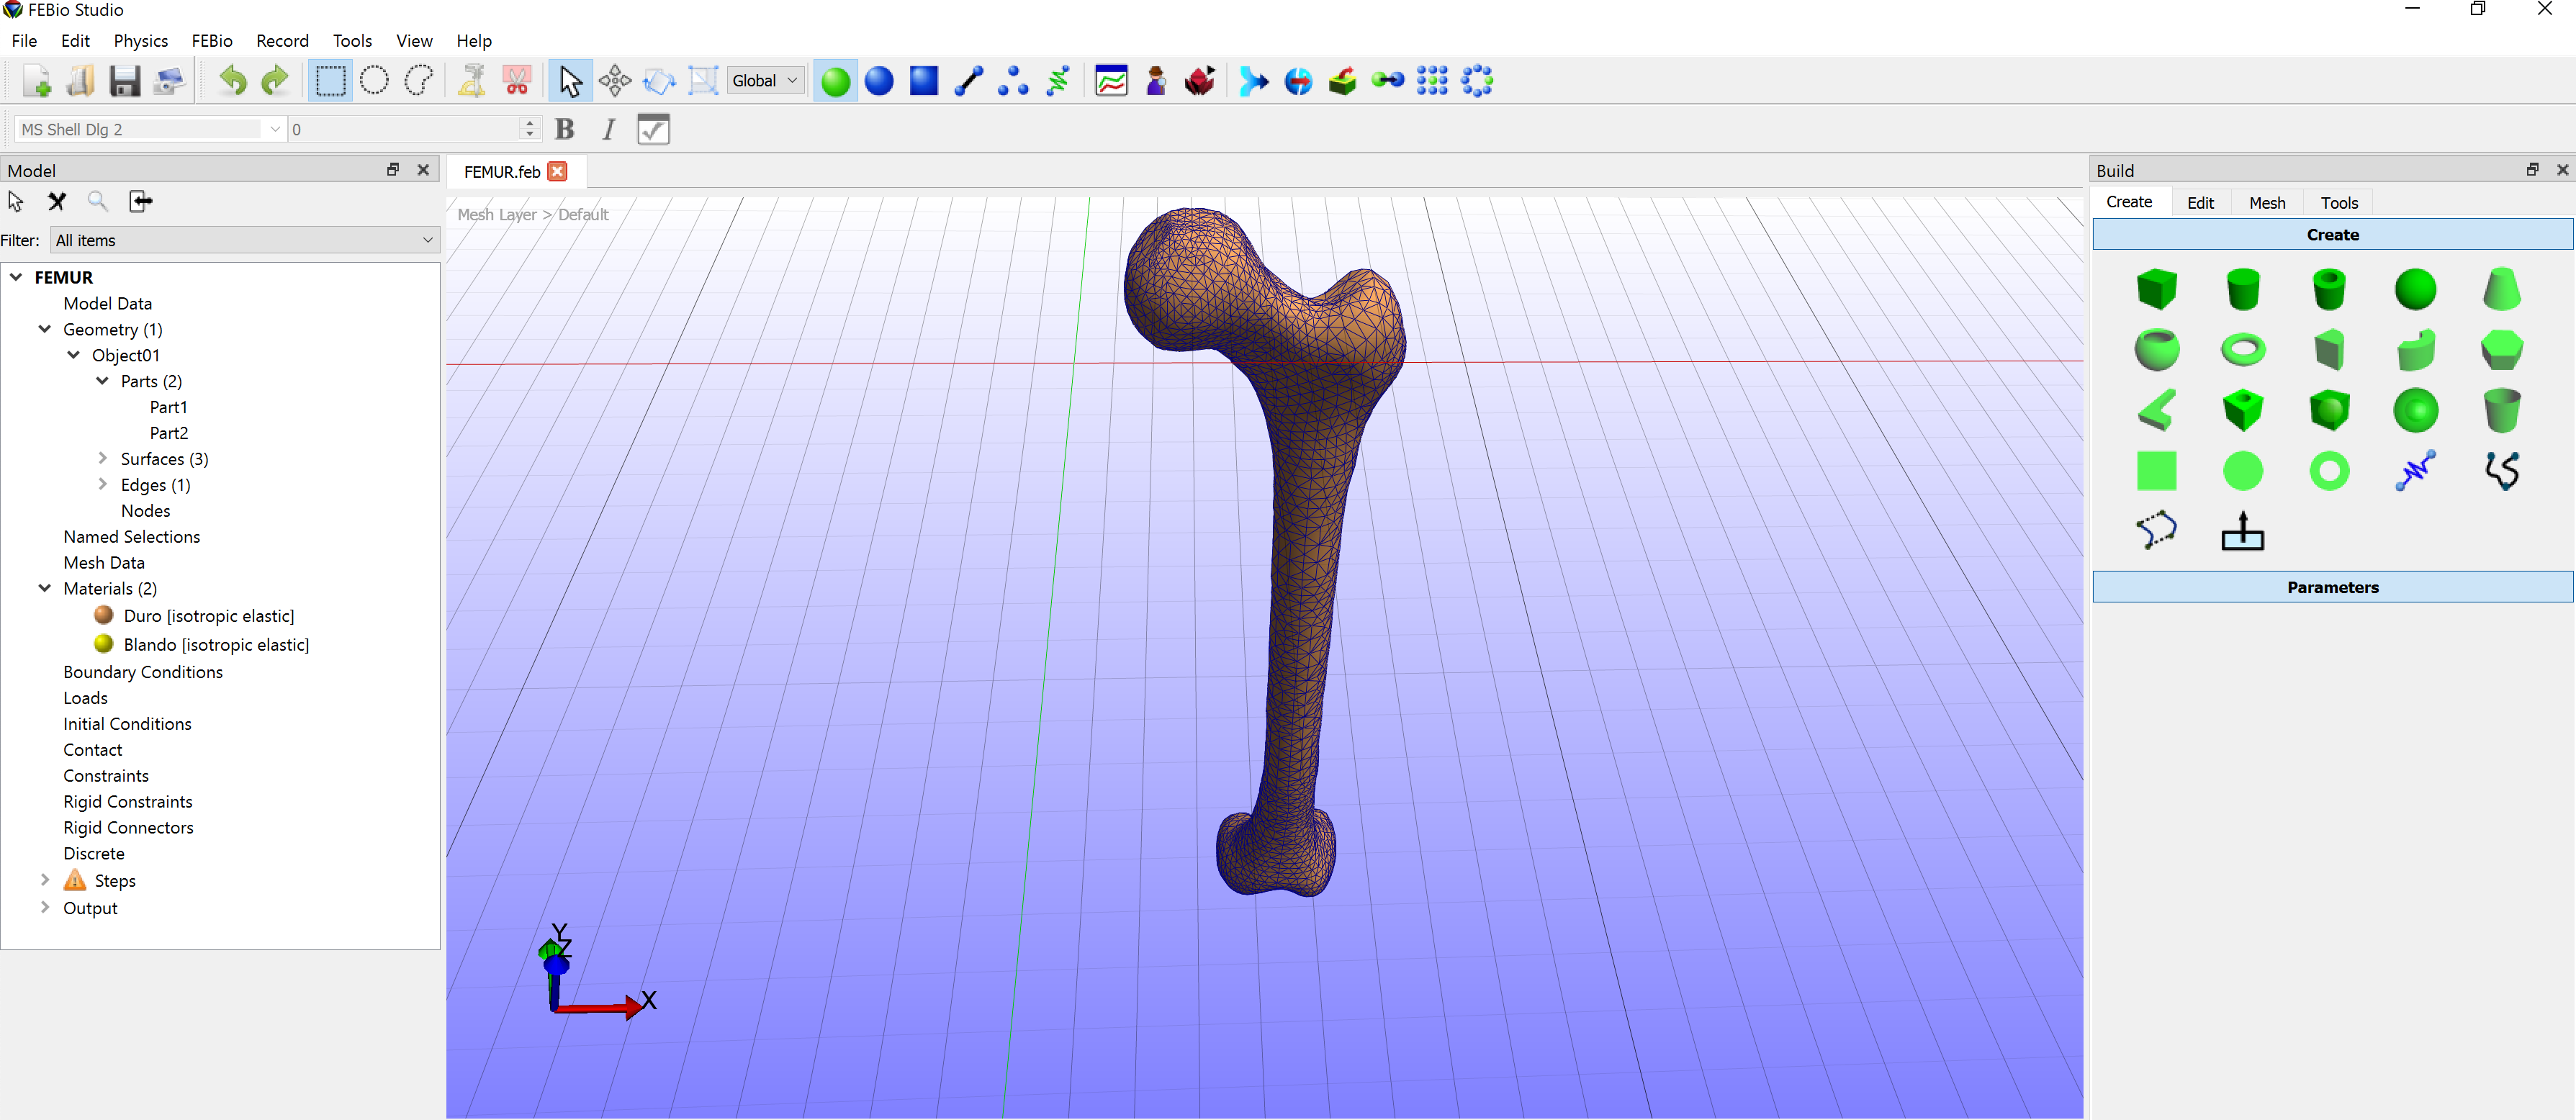 FEBio Studio
File Edit Physics FEBio Record Tools View Help
Global
MS Shell Dlg 2 0 B I
Model
FEMUR.feb
Build
Create Edit Mesh Tools
Filter: All items
Mesh Layer > Default
Create
FEMUR
Model Data
Geometry (1)
Object01
Parts (2)
Part1
Part2
Surfaces (3)
Edges (1)
Nodes
Named Selections
Mesh Data
Materials (2)
Duro [isotropic elastic]
Blando [isotropic elastic]
Boundary Conditions
Loads
Initial Conditions
Contact
Constraints
Rigid Constraints
Rigid Connectors
Discrete
Steps
Output
Parameters
Y
Z
X